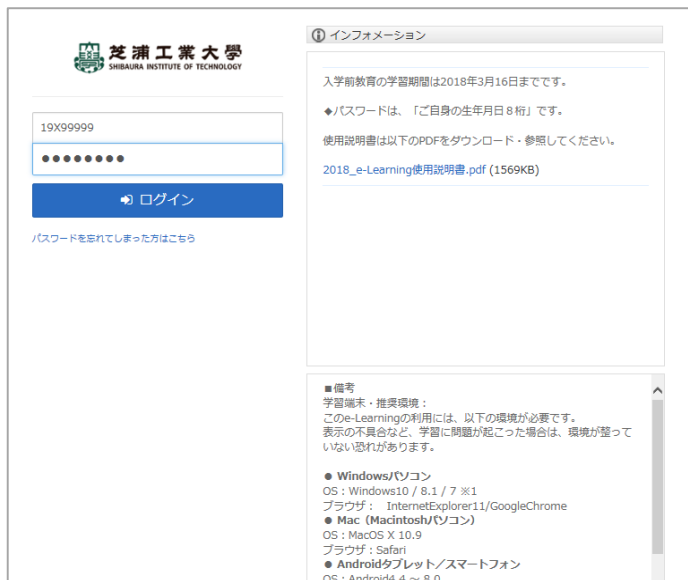 芝浦工業大學
SHIBAURA INSTITUTE OF TECHNOLOGY
19X99999
●●●●●●●●
ログイン
パスワードを忘れてしまった方はこちら
インフォメーション
入学前教育の学習期間は2018年3月16日までです。
◆パスワードは、「ご自身の生年月日8桁」です。
使用説明書は以下のPDFをダウンロード・参照してください。
2018_e-Learning使用説明書.pdf (1569KB)
■備考
学習端末・推奨環境：
このe-Learningの利用には、以下の環境が必要です。
表示の不具合など、学習に問題が起こった場合は、環境が整って
いない恐れがあります。
● Windowsパソコン
OS：Windows10 / 8.1 / 7 ※1
ブラウザ： InternetExplorer11/GoogleChrome
● Mac（Macintoshパソコン）
OS：MacOS X 10.9
ブラウザ：Safari
● Androidタブレット／スマートフォン
OS：Android4.4 ～ 8.0